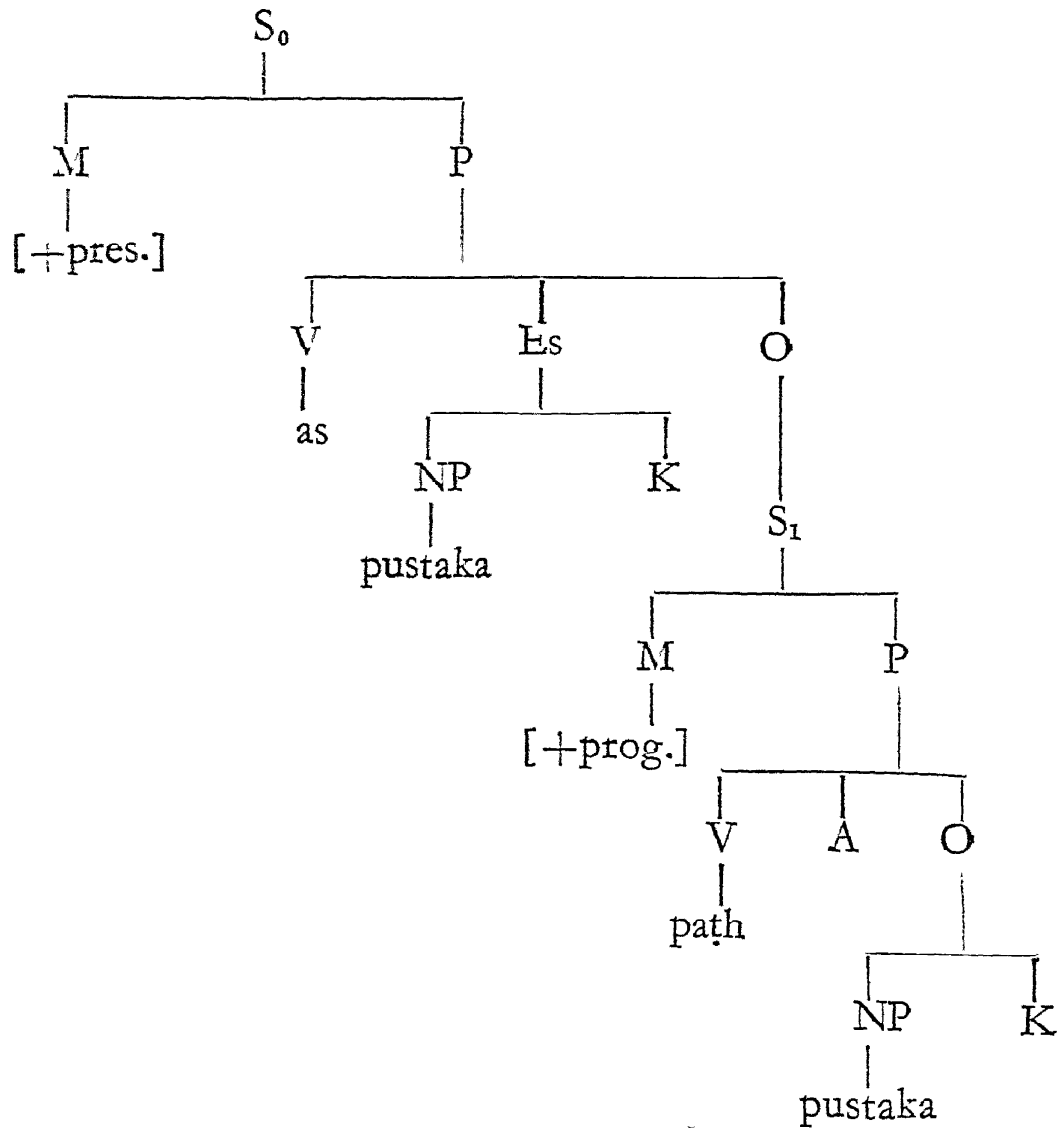 S₀
M P
[+pres.]
V Es O
as
NP K
pustaka
S₁
M P
[+prog.]
V A O
paṭh
NP K
pustaka